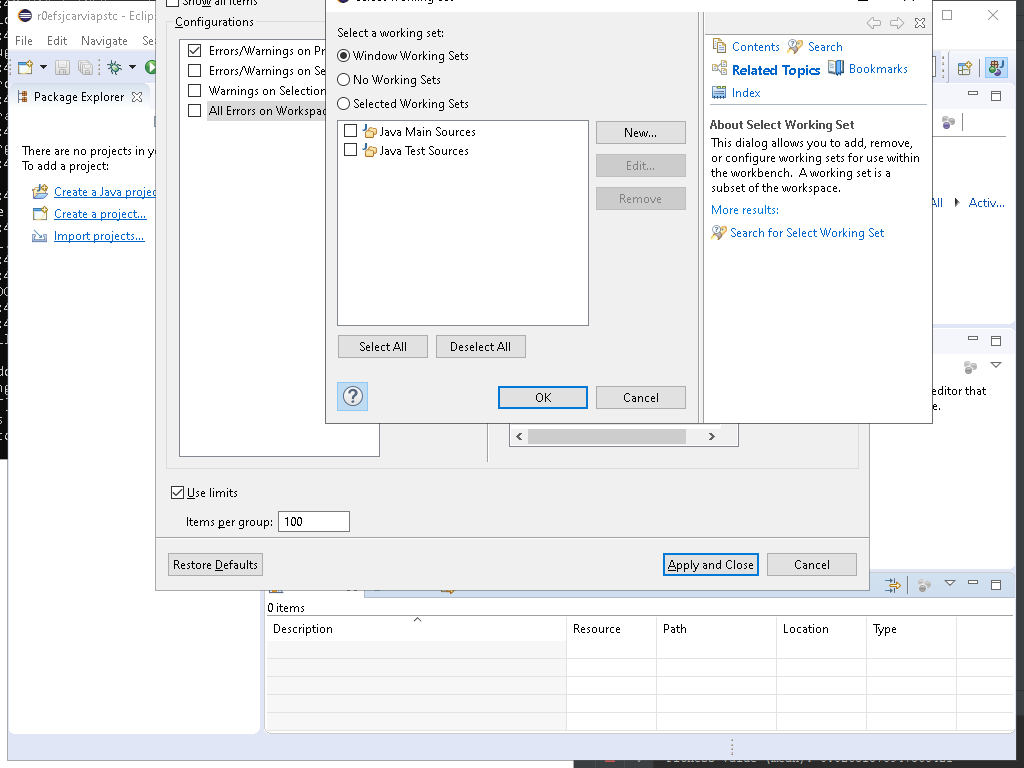 r0efsjcarviapstc - Eclips
File Edit Navigate Se
Package Explorer
There are no projects in y
To add a project:
Create a Java projec
Create a project...
Import projects...
Show all items
Configurations
Errors/Warnings on Pr
Errors/Warnings on Se
Warnings on Selection
All Errors on Workspac
Select a working set:
Window Working Sets
No Working Sets
Selected Working Sets
Java Main Sources
Java Test Sources
New...
Edit...
Remove
Select All
Deselect All
?
OK
Cancel
Contents
Search
Related Topics
Bookmarks
Index
About Select Working Set
This dialog allows you to add, remove,
or configure working sets for use within
the workbench. A working set is a
subset of the workspace.
More results:
Search for Select Working Set
All
Activ...
editor that
e.
Use limits
Items per group: 100
Restore Defaults
Apply and Close
Cancel
0 items
Description Resource Path Location Type